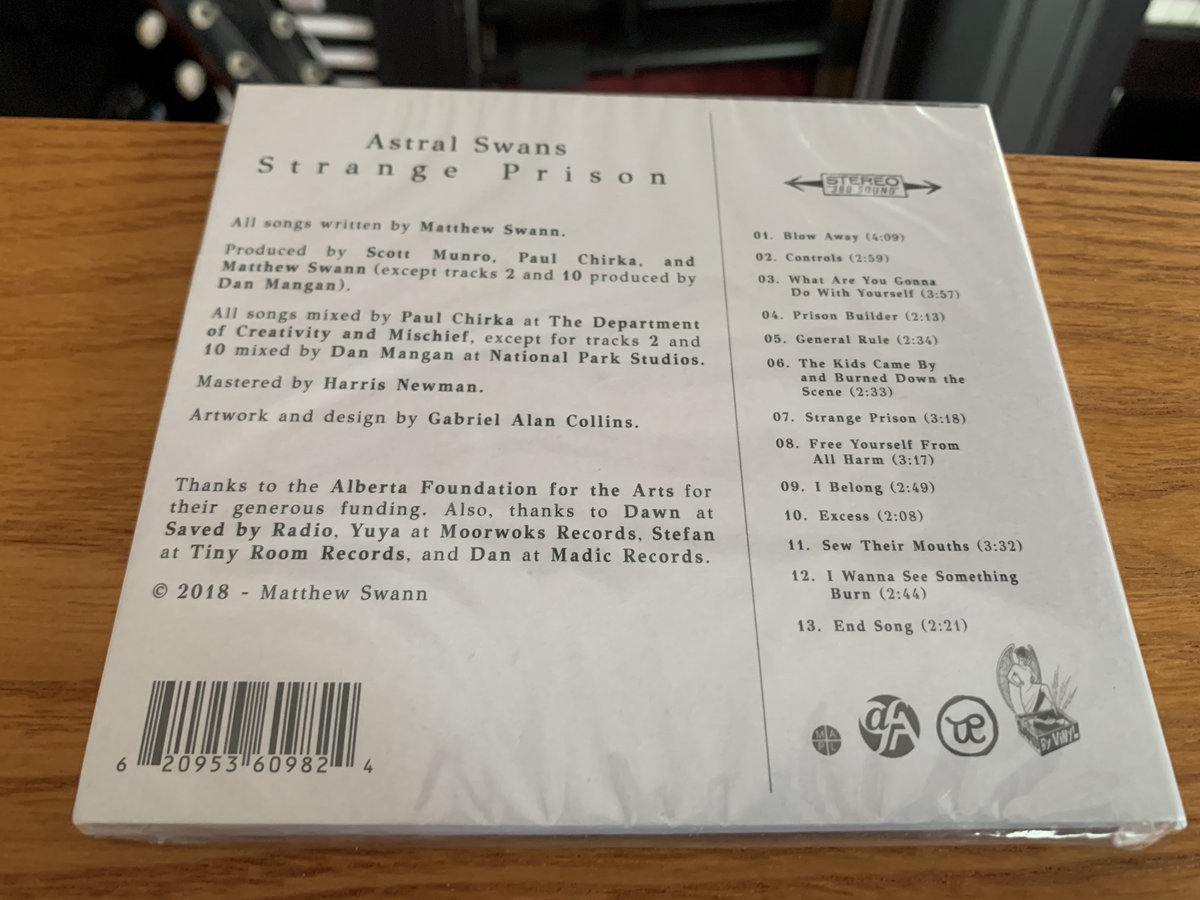 Astral Swans
Strange Prison
All songs written by Matthew Swann.
Produced by Scott Munro, Paul Chirka, and
Matthew Swann (except tracks 2 and 10 produced by
Dan Mangan).
All songs mixed by Paul Chirka at The Department
of Creativity and Mischief, except for tracks 2 and
10 mixed by Dan Mangan at National Park Studios.
Mastered by Harris Newman.
Artwork and design by Gabriel Alan Collins.
Thanks to the Alberta Foundation for the Arts for
their generous funding. Also, thanks to Dawn at
Saved by Radio, Yuya at Moorwoks Records, Stefan
at Tiny Room Records, and Dan at Madic Records.
© 2018 - Matthew Swann
6 20953 60982 4
STEREO
360 SOUND
01. Blow Away (4:09)
02. Controls (2:59)
03. What Are You Gonna
Do With Yourself (3:57)
04. Prison Builder (2:13)
05. General Rule (2:34)
06. The Kids Came By
and Burned Down the
Scene (2:33)
07. Strange Prison (3:18)
08. Free Yourself From
All Harm (3:17)
09. I Belong (2:49)
10. Excess (2:08)
11. Sew Their Mouths (3:32)
12. I Wanna See Something
Burn (2:44)
13. End Song (2:21)
MAPL
By ViNYL